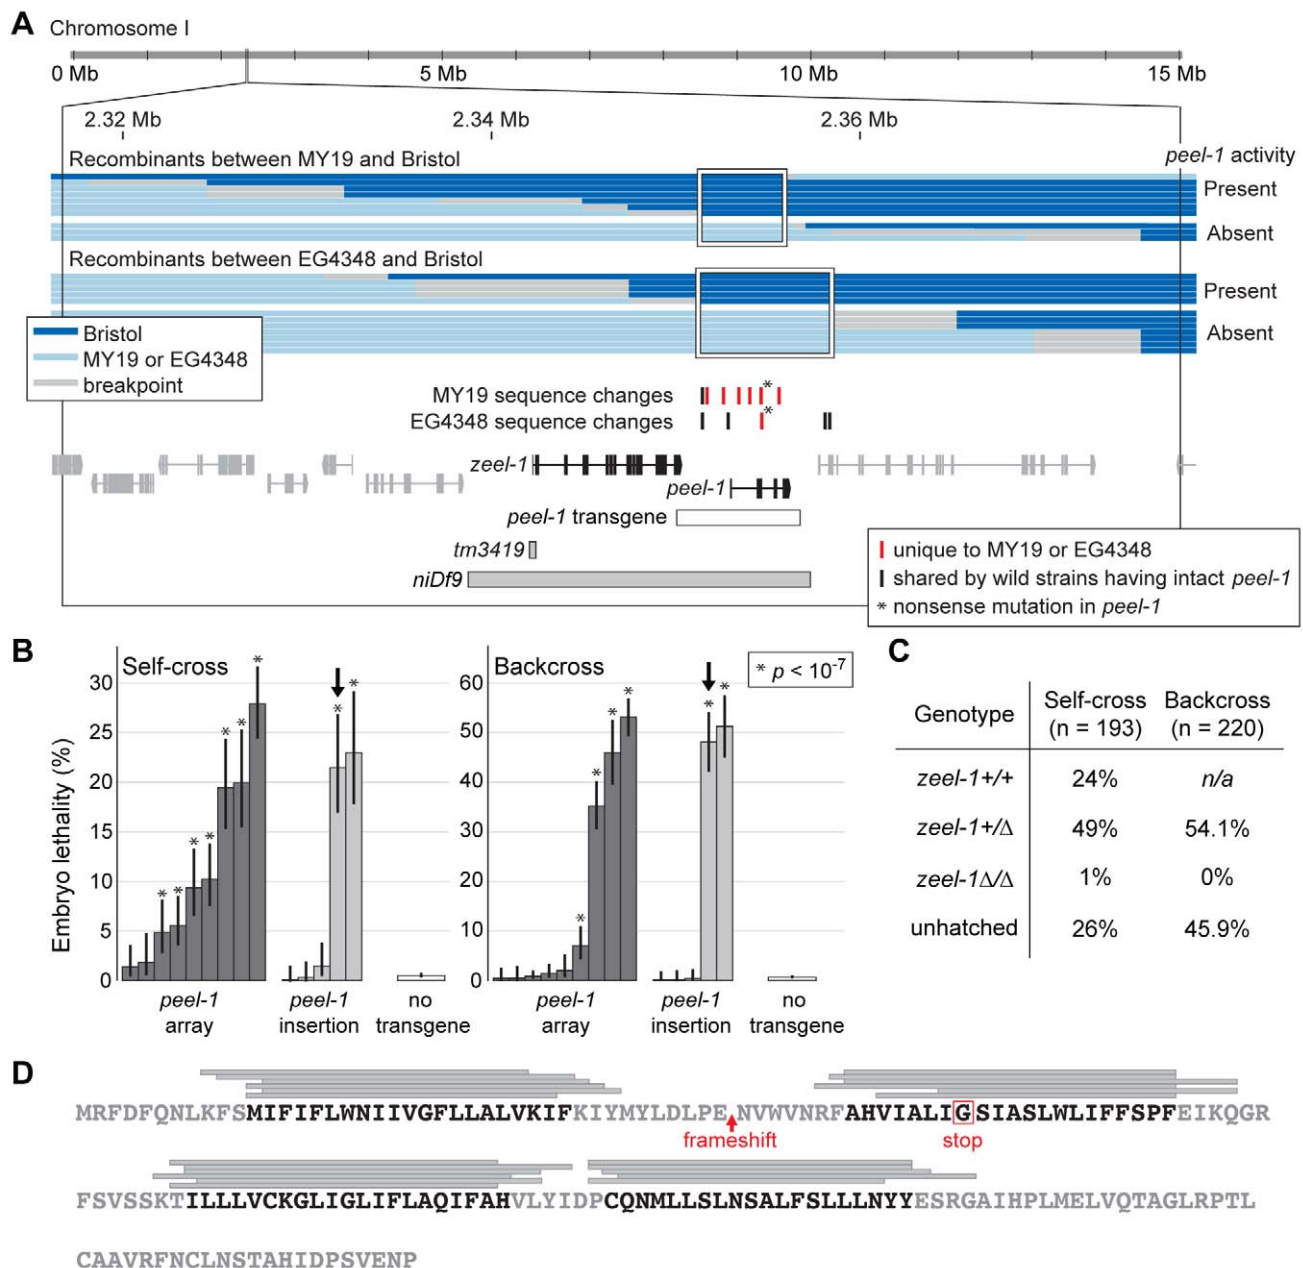 A Chromosome I
0 Mb 5 Mb 10 Mb 15 Mb
2.32 Mb 2.34 Mb 2.36 Mb
Recombinants between MY19 and Bristol
peel-1 activity
Present
Absent
Recombinants between EG4348 and Bristol
Present
Absent
Bristol
MY19 or EG4348
breakpoint
MY19 sequence changes *
EG4348 sequence changes *
zeel-1
peel-1
peel-1 transgene
tm3419
niDf9
unique to MY19 or EG4348
shared by wild strains having intact peel-1
* nonsense mutation in peel-1
B
Self-cross
Embryo lethality (%)
30
25
20
15
10
5
0
* * * * * * * * * *
peel-1 array
peel-1 insertion
no transgene
Backcross
* p < 10-7
60
50
40
30
20
10
0
* * * * * *
peel-1 array
peel-1 insertion
no transgene
C
Genotype Self-cross (n = 193) Backcross (n = 220)
zeel-1+/+ 24% n/a
zeel-1+/Δ 49% 54.1%
zeel-1Δ/Δ 1% 0%
unhatched 26% 45.9%
D
MRFDFQNLKFSMIFIFLWNIIVGFLLALVKIFKIYMYLDLPENVWVNRFAHVIALIGSIASLWLIFFSPFEIKQGR
frameshift stop
FSVSSKTILLLVCKGLIGLIFLAQIFAHVLYIDPCQNMLLSLNSALFSLLLNYYESRGAIHPLMELVQTAGLRPTL
CAAVRFNCLNSTAHIDPSVENP